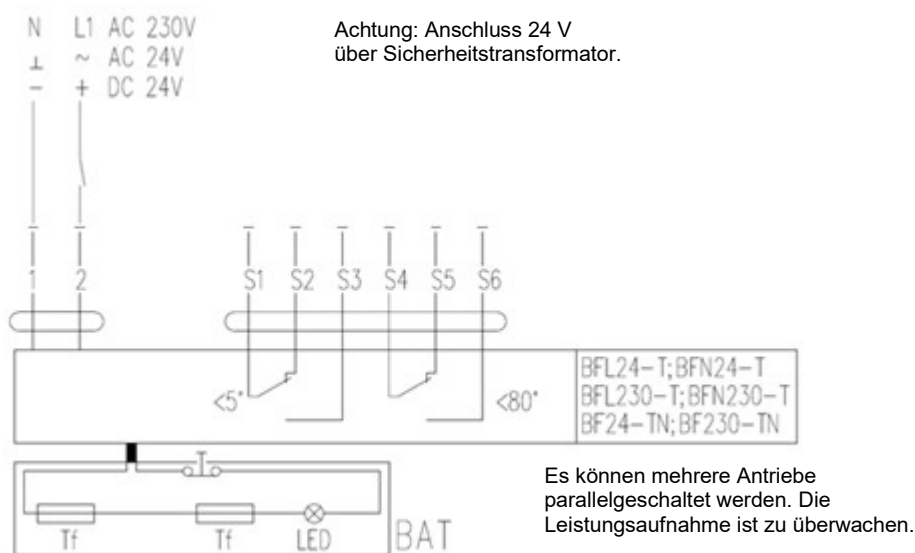 N L1 AC 230V
⊥ ~ AC 24V
− + DC 24V
Achtung: Anschluss 24 V
über Sicherheitstransformator.
1 2 S1 S2 S3 S4 S5 S6
<5° <80°
BFL24-T;BFN24-T
BFL230-T;BFN230-T
BF24-TN;BF230-TN
Es können mehrere Antriebe
parallelgeschaltet werden. Die
Leistungsaufnahme ist zu überwachen.
T
Tf Tf LED BAT